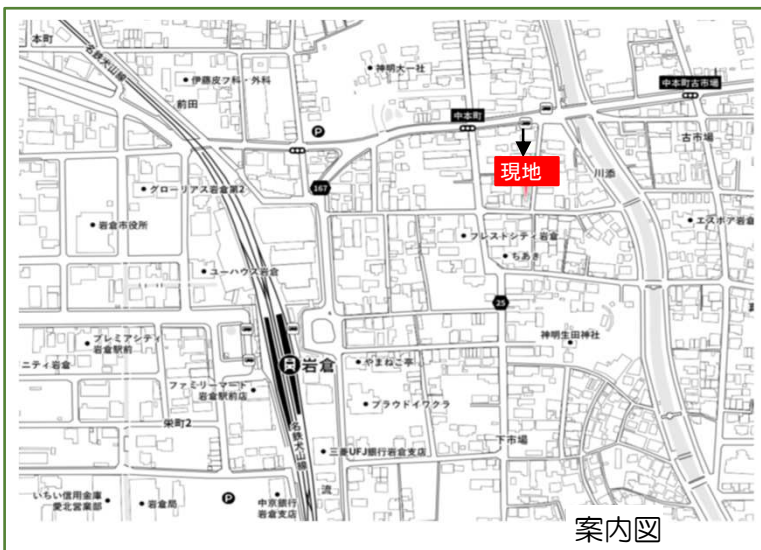 本町
名鉄犬山線
伊藤皮フ科・外科
前田
神明大一社
中本町古市場
中本町
古市場
現地
川添
167
グローリアス岩倉第2
岩倉市役所
フレストシティ岩倉
エスポア岩倉
ちあき
ユーハウス岩倉
25
神明生田神社
プレミアシティ
岩倉駅前
ニティ岩倉
岩倉
やまねこ亭
ファミリーマート
岩倉駅前店
プラウドイワクラ
栄町2
名鉄犬山線
下市場
三菱UFJ銀行岩倉支店
いちい信用金庫
愛北営業部
岩倉局
P
中京銀行
岩倉支店
流
P
案内図